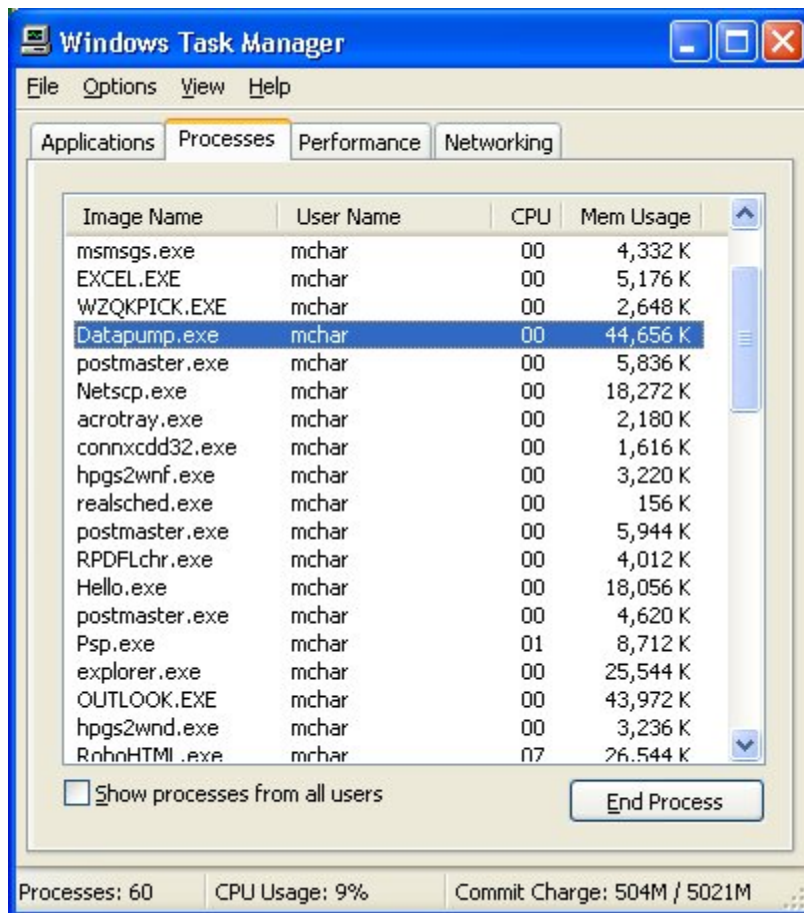 Windows Task Manager
File Options View Help
Applications Processes Performance Networking
Image Name User Name CPU Mem Usage
msmsgs.exe mchar 00 4,332 K
EXCEL.EXE mchar 00 5,176 K
WZQKPICK.EXE mchar 00 2,648 K
Datapump.exe mchar 00 44,656 K
postmaster.exe mchar 00 5,836 K
Netscp.exe mchar 00 18,272 K
acrotray.exe mchar 00 2,180 K
connxcdd32.exe mchar 00 1,616 K
hpgs2wnf.exe mchar 00 3,220 K
realsched.exe mchar 00 156 K
postmaster.exe mchar 00 5,944 K
RPDFLchr.exe mchar 00 4,012 K
Hello.exe mchar 00 18,056 K
postmaster.exe mchar 00 4,620 K
Psp.exe mchar 01 8,712 K
explorer.exe mchar 00 25,544 K
OUTLOOK.EXE mchar 00 43,972 K
hpgs2wnd.exe mchar 00 3,236 K
RoboHTML.exe mchar 07 26,544 K
Show processes from all users
End Process
Processes: 60 CPU Usage: 9% Commit Charge: 504M / 5021M